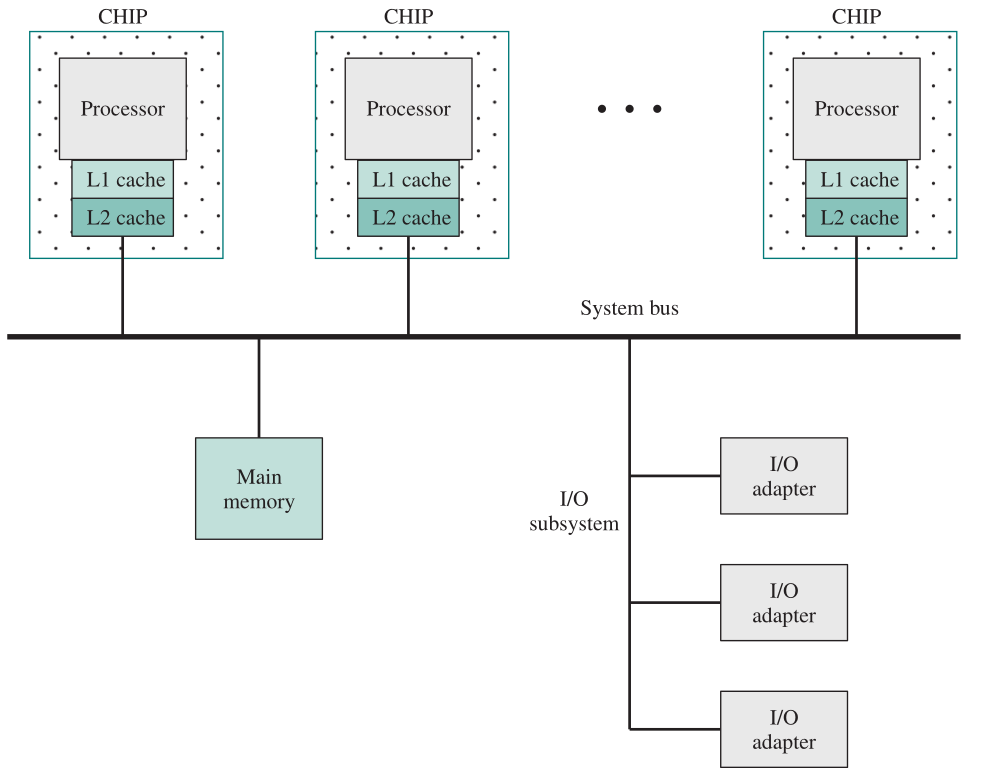 CHIP
CHIP
CHIP
Processor
Processor
Processor
L1 cache
L1 cache
L1 cache
L2 cache
L2 cache
L2 cache
System bus
Main
memory
I/O
subsystem
I/O
adapter
I/O
adapter
I/O
adapter